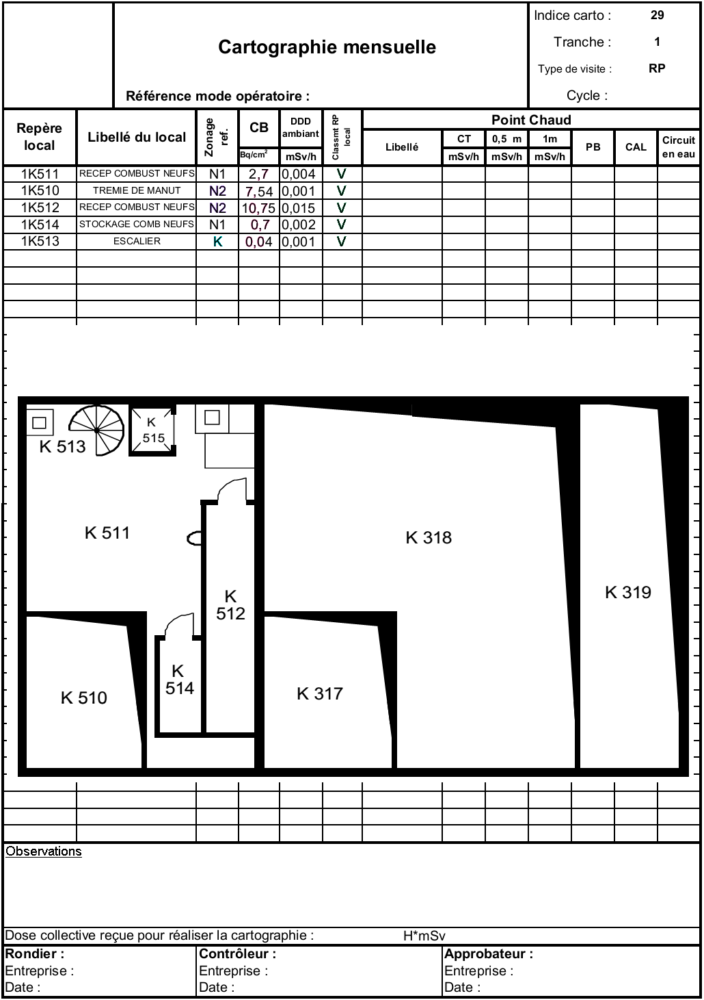 Cartographie mensuelle
Référence mode opératoire :
Indice carto : 29
Tranche : 1
Type de visite : RP
Cycle :
Repère local
Libellé du local
Zonage ref.
CB
Bq/cm2
DDD ambiant
mSv/h
Classmt RP local
Point Chaud
Libellé
CT
mSv/h
0,5 m
mSv/h
1m
mSv/h
PB
CAL
Circuit en eau
1K511 RECEP COMBUST NEUFS N1 2,7 0,004 V
1K510 TREMIE DE MANUT N2 7,54 0,001 V
1K512 RECEP COMBUST NEUFS N2 10,75 0,015 V
1K514 STOCKAGE COMB NEUFS N1 0,7 0,002 V
1K513 ESCALIER K 0,04 0,001 V
K
515
K 513
K 511
K 318
K
512
K 319
K
514
K 510
K 317
Observations
Dose collective reçue pour réaliser la cartographie : H*mSv
Rondier : Contrôleur : Approbateur :
Entreprise : Entreprise : Entreprise :
Date : Date : Date :